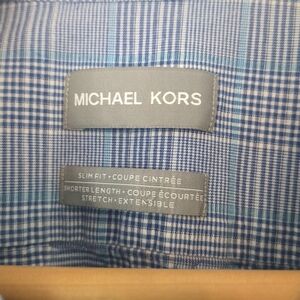 MICHAEL KORS
SLIM FIT • COUPE CINTRÉE
SHORTER LENGTH • COUPE ÉCOURTÉE
STRETCH • EXTENSIBLE